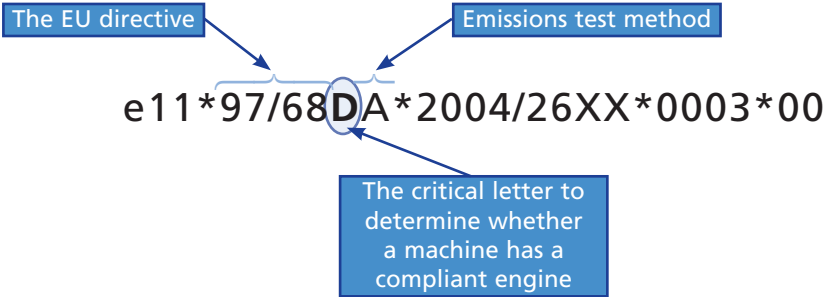 The EU directive
Emissions test method
e11*97/68DA*2004/26XX*0003*00
The critical letter to
determine whether
a machine has a
compliant engine